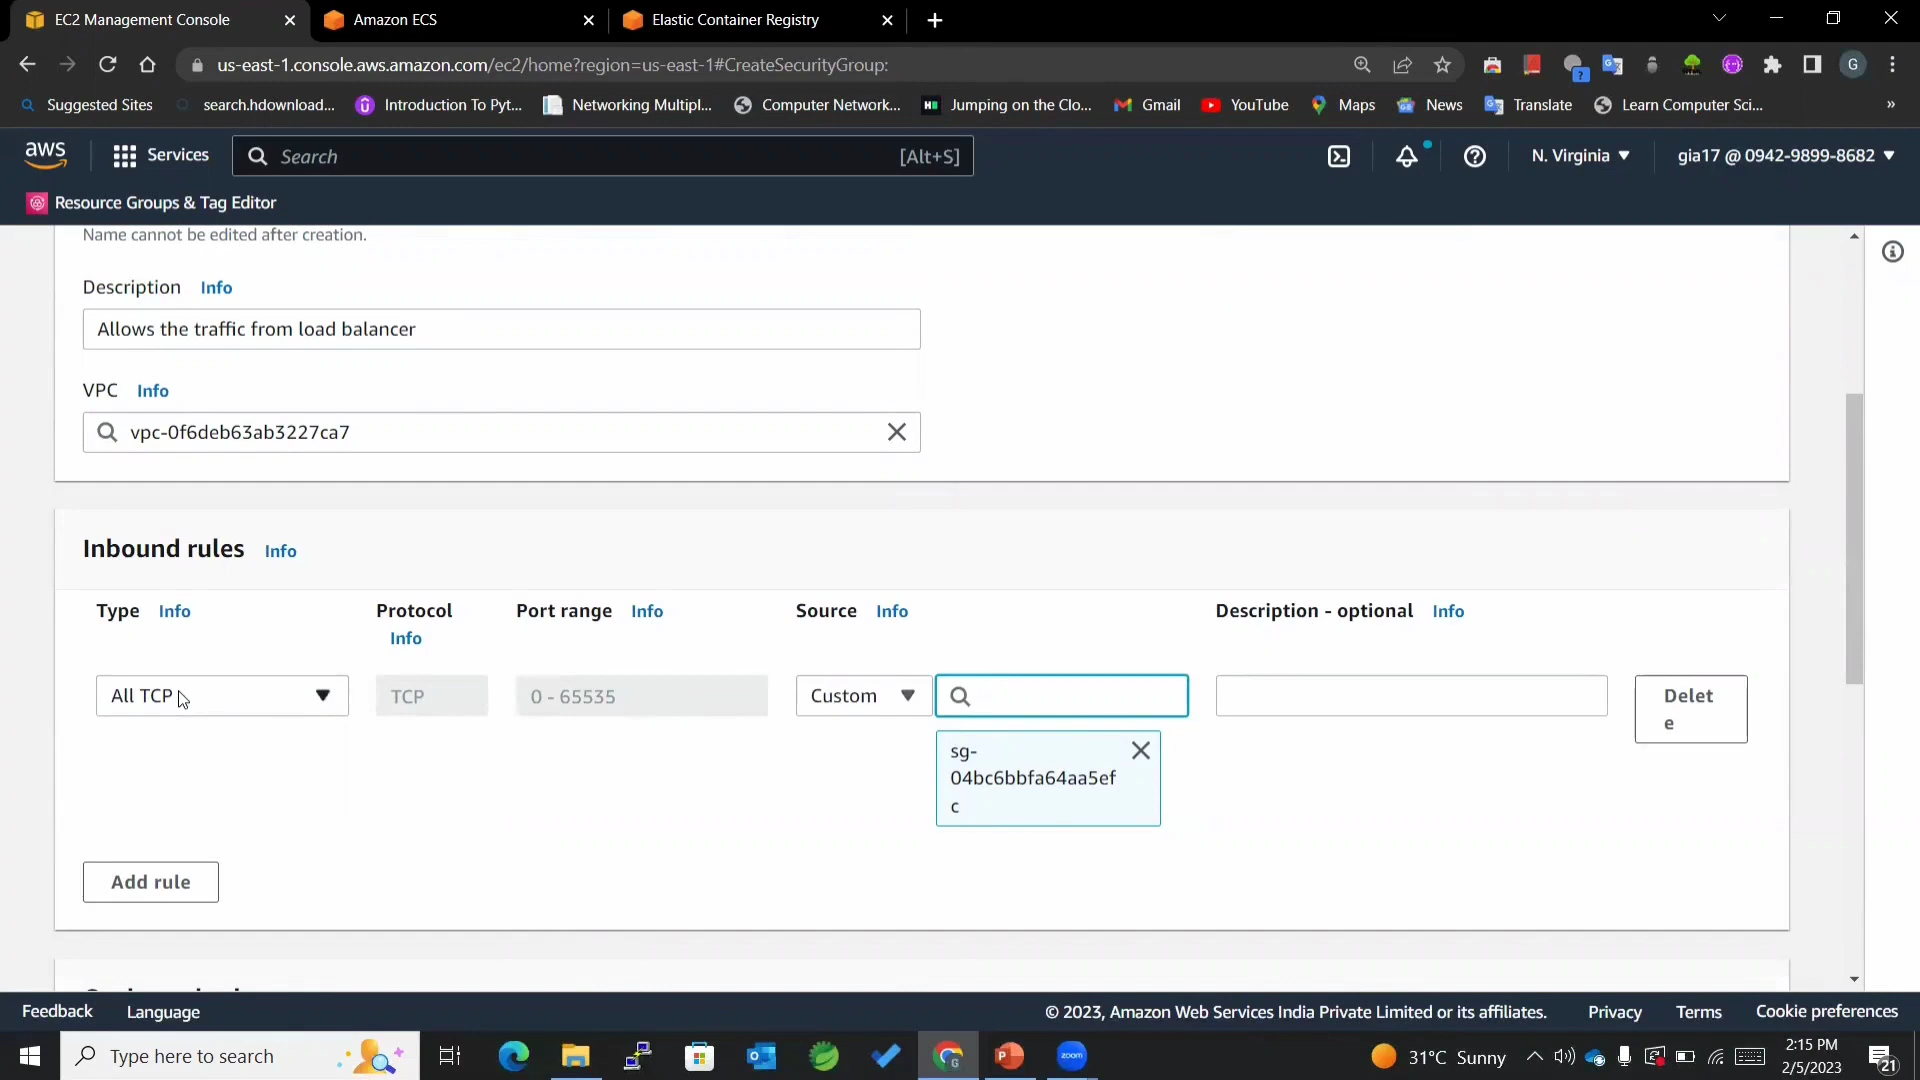 EC2 Management Console
Amazon ECS
Elastic Container Registry
us-east-1.console.aws.amazon.com/ec2/home?region=us-east-1#CreateSecurityGroup:
G
Suggested Sites
search.hdownload...
Introduction To Pyt...
Networking Multipl...
Computer Network...
Jumping on the Clo...
Gmail
YouTube
Maps
News
Translate
Learn Computer Sci...
»
aws
Services
Search
[Alt+S]
N. Virginia
gia17 @ 0942-9899-8682
Resource Groups & Tag Editor
Name cannot be edited after creation.
Description Info
Allows the traffic from load balancer
VPC Info
vpc-0f6deb63ab3227ca7
Inbound rules Info
Type Info
Protocol
Info
Port range Info
Source Info
Description - optional Info
All TCP
TCP
0 - 65535
Custom
Delet
e
sg-
04bc6bbfa64aa5ef
c
Add rule
Feedback
Language
© 2023, Amazon Web Services India Private Limited or its affiliates.
Privacy
Terms
Cookie preferences
Type here to search
zoom
31°C Sunny
2:15 PM
2/5/2023
21